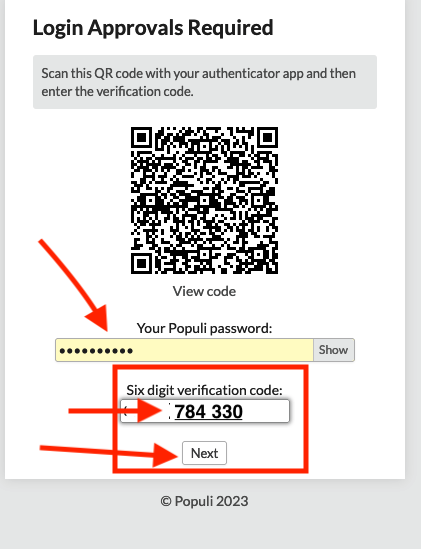 Login Approvals Required
Scan this QR code with your authenticator app and then
enter the verification code.
View code
Your Populi password:
•••••••••• Show
Six digit verification code:
784 330
Next
© Populi 2023